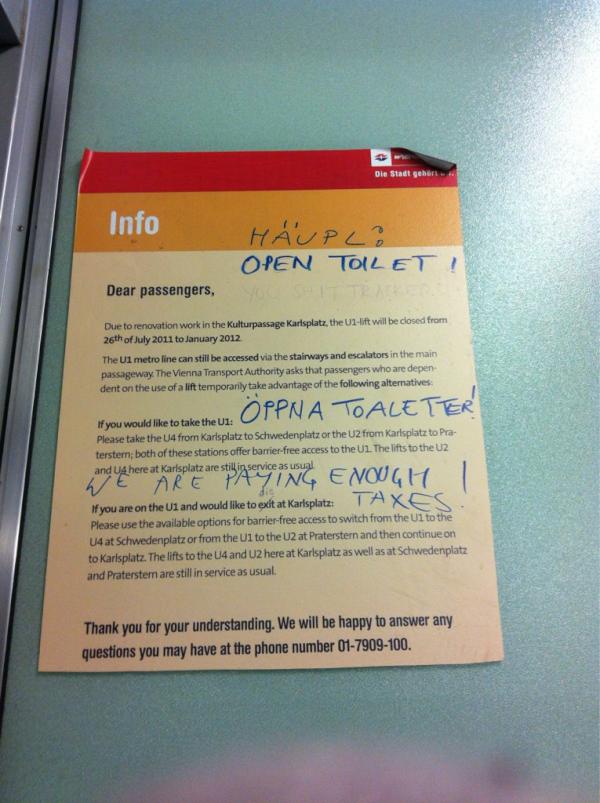 Die Stadt gehört
Info
HÄUPL?
OPEN TOILET!
Dear passengers,
YOU SHIT
Due to renovation work in the Kulturpassage Karlsplatz, the U1-lift will be closed from
26th of July 2011 to January 2012.
The U1 metro line can still be accessed via the stairways and escalators in the main
passageway. The Vienna Transport Authority asks that passengers who are depen-
dent on the use of a lift temporarily take advantage of the following alternatives:
ÖPPNA TOALETTER!
If you would like to take the U1:
Please take the U4 from Karlsplatz to Schwedenplatz or the U2 from Karlsplatz to Pra-
terstern; both of these stations offer barrier-free access to the U1. The lifts to the U2
and U4 here at Karlsplatz are still in service as usual.
WE ARE PAYING ENOUGH !
die
TAXES!
If you are on the U1 and would like to exit at Karlsplatz:
Please use the available options for barrier-free access to switch from the U1 to the
U4 at Schwedenplatz or from the U1 to the U2 at Praterstern and then continue on
to Karlsplatz. The lifts to the U4 and U2 here at Karlsplatz as well as at Schwedenplatz
and Praterstern are still in service as usual.
Thank you for your understanding. We will be happy to answer any
questions you may have at the phone number 01-7909-100.